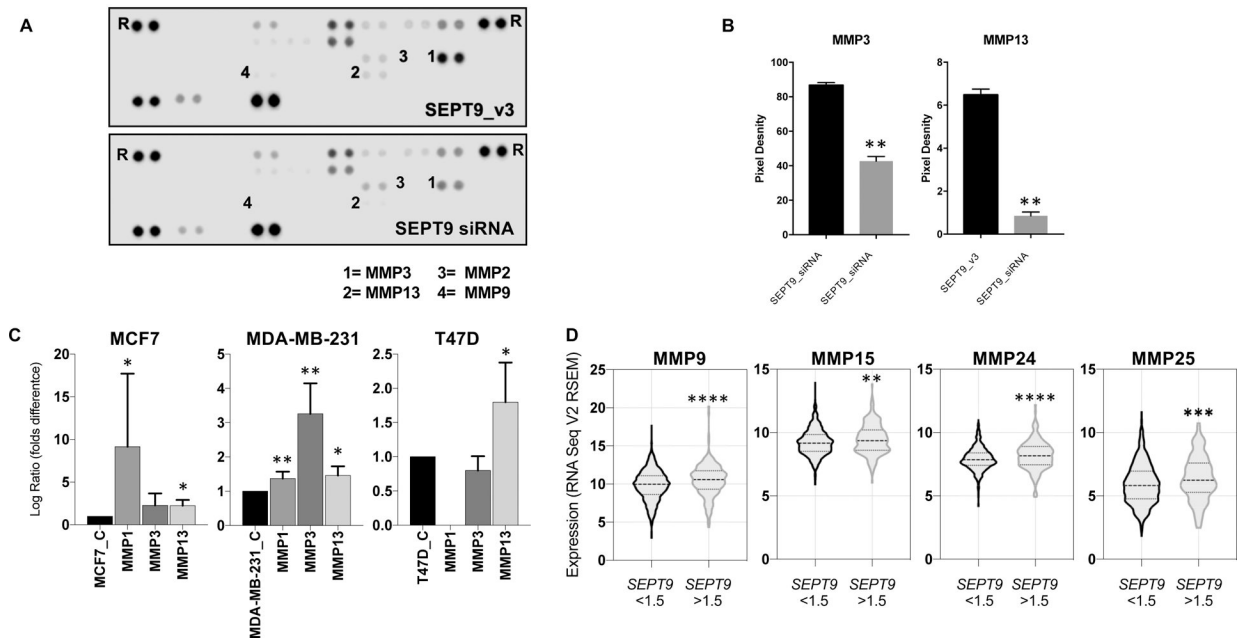 A
R
R
3
1
2
4
SEPT9_v3
R
R
3
1
4
2
SEPT9 siRNA
1= MMP3 3= MMP2
2= MMP13 4= MMP9
B
MMP3
Pixel Desnity
100
80
60
40
20
0
**
SEPT9_siRNA
SEPT9_siRNA
MMP13
Pixel Desnity
8
6
4
2
0
**
SEPT9_v3
SEPT9_siRNA
C
Log Ratio (folds differentce)
MCF7
20
15
10
5
0
*
*
MCF7_C
MMP1
MMP3
MMP13
MDA-MB-231
5
4
3
2
1
0
**
**
*
MDA-MB-231_C
MMP1
MMP3
MMP13
T47D
2.5
2.0
1.5
1.0
0.5
0.0
*
T47D_C
MMP1
MMP3
MMP13
D
Expression (RNA Seq V2 RSEM)
MMP9
25
20
15
10
5
0
****
SEPT9 SEPT9
<1.5 >1.5
MMP15
15
10
5
0
**
SEPT9 SEPT9
<1.5 >1.5
MMP24
15
10
5
0
****
SEPT9 SEPT9
<1.5 >1.5
MMP25
15
10
5
0
***
SEPT9 SEPT9
<1.5 >1.5